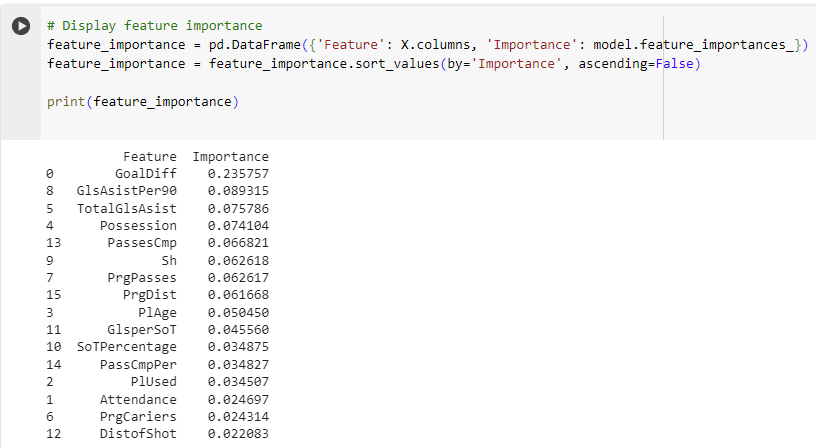 # Display feature importance
feature_importance = pd.DataFrame({'Feature': X.columns, 'Importance': model.feature_importances_})
feature_importance = feature_importance.sort_values(by='Importance', ascending=False)
print(feature_importance)
Feature Importance
0 GoalDiff 0.235757
8 GlsAsistPer90 0.089315
5 TotalGlsAsist 0.075786
4 Possession 0.074104
13 PassesCmp 0.066821
9 Sh 0.062618
7 PrgPasses 0.062617
15 PrgDist 0.061668
3 PlAge 0.050450
11 GlsperSoT 0.045560
10 SoTPercentage 0.034875
14 PassCmpPer 0.034827
2 PlUsed 0.034507
1 Attendance 0.024697
6 PrgCariers 0.024314
12 DistofShot 0.022083